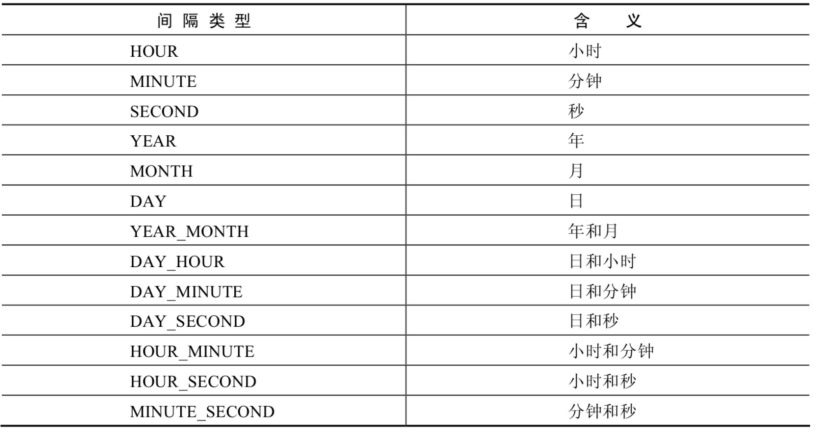 间 隔 类 型 含 义
HOUR 小时
MINUTE 分钟
SECOND 秒
YEAR 年
MONTH 月
DAY 日
YEAR_MONTH 年和月
DAY_HOUR 日和小时
DAY_MINUTE 日和分钟
DAY_SECOND 日和秒
HOUR_MINUTE 小时和分钟
HOUR_SECOND 小时和秒
MINUTE_SECOND 分钟和秒